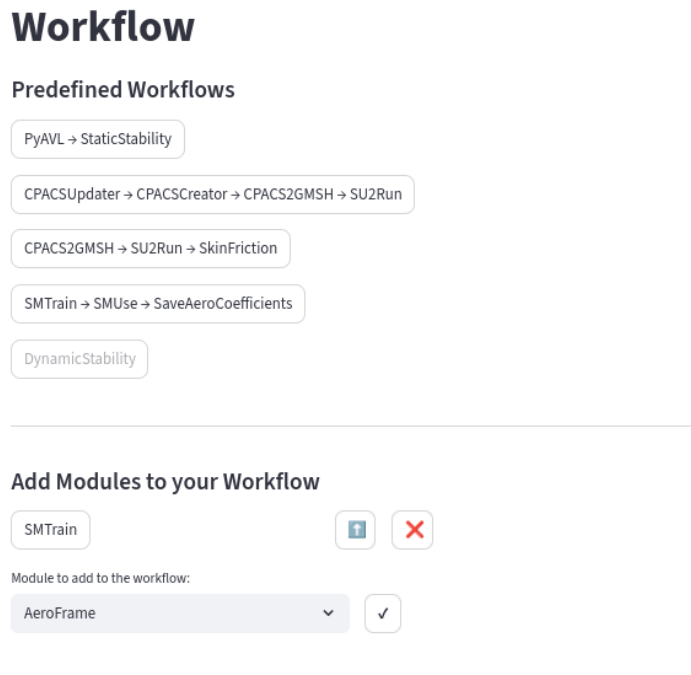 Workflow
Predefined Workflows
PyAVL → StaticStability
CPACSUpdater → CPACSCreator → CPACS2GMSH → SU2Run
CPACS2GMSH → SU2Run → SkinFriction
SMTrain → SMUse → SaveAeroCoefficients
DynamicStability
Add Modules to your Workflow
SMTrain
Module to add to the workflow:
AeroFrame